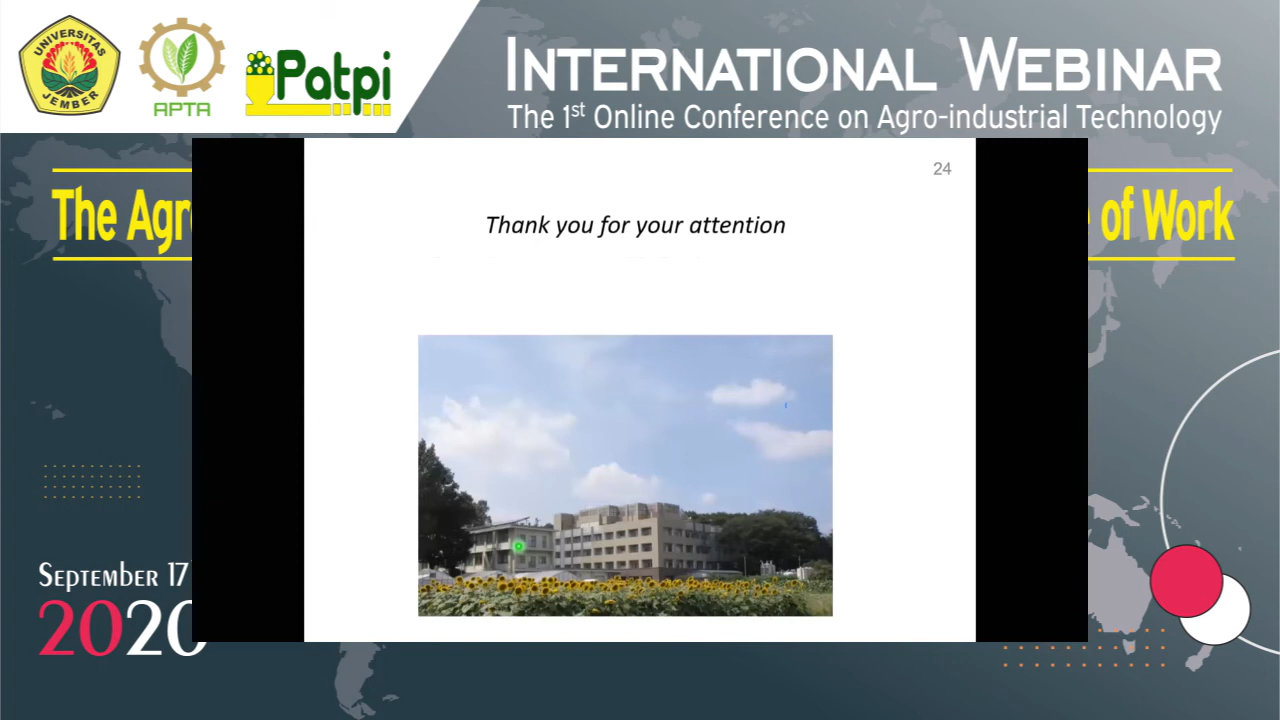 UNIVERSITAS
JEMBER
APTA
Patpi
INTERNATIONAL WEBINAR
The 1st Online Conference on Agro-industrial Technology
The Agr
of Work
24
Thank you for your attention
SEPTEMBER 17
2020